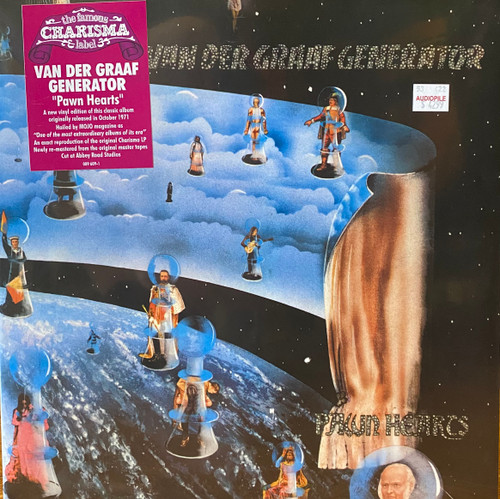 the famous
CHARISMA
label
VAN DER GRAAF
GENERATOR
"Pawn Hearts"
A new vinyl edition of this classic album
originally released in October 1971
Hailed by MOJO magazine as
"One of the most extraordinary albums of its era"
An exact reproduction of the original Charisma LP
Newly re-mastered from the original master tapes
Cut at Abbey Road Studios
VAN DER GRAAF GENERATOR
AUDIOPILE
PAWN HEARTS